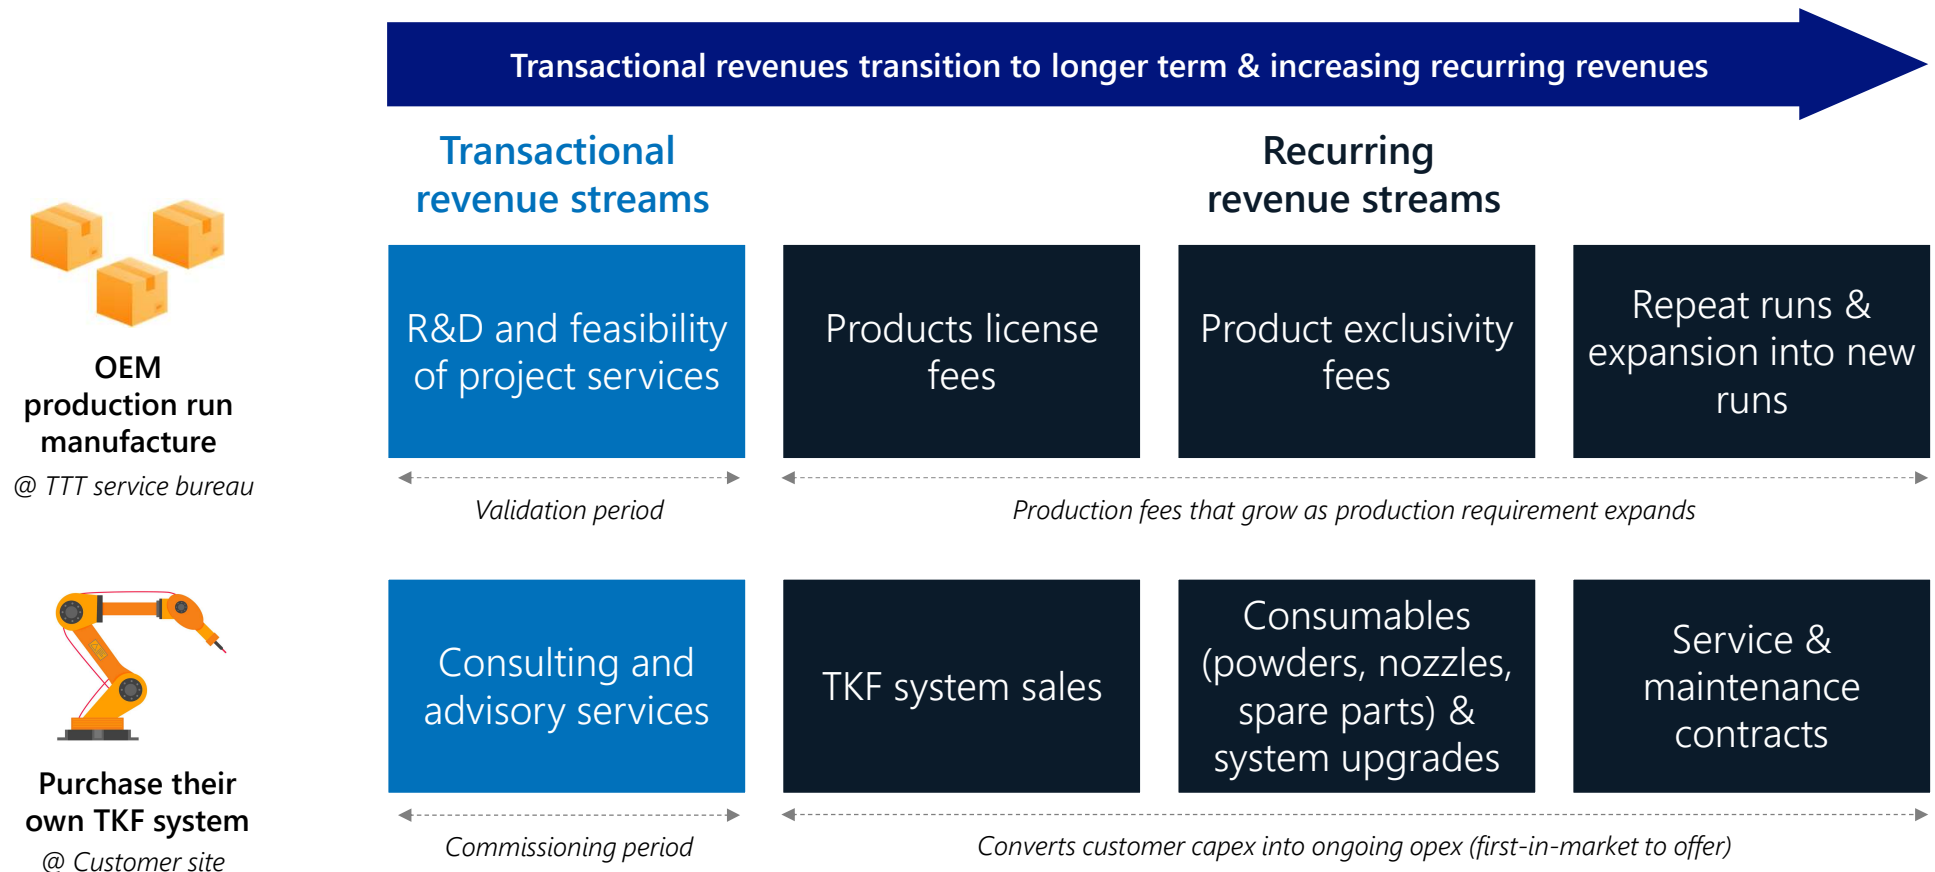 Transactional revenues transition to longer term & increasing recurring revenues
Transactional
revenue streams
Recurring
revenue streams
OEM
production run
manufacture
@ TTT service bureau
R&D and feasibility
of project services
Products license
fees
Product exclusivity
fees
Repeat runs &
expansion into new
runs
Validation period
Production fees that grow as production requirement expands
Purchase their
own TKF system
@ Customer site
Consulting and
advisory services
TKF system sales
Consumables
(powders, nozzles,
spare parts) &
system upgrades
Service &
maintenance
contracts
Commissioning period
Converts customer capex into ongoing opex (first-in-market to offer)